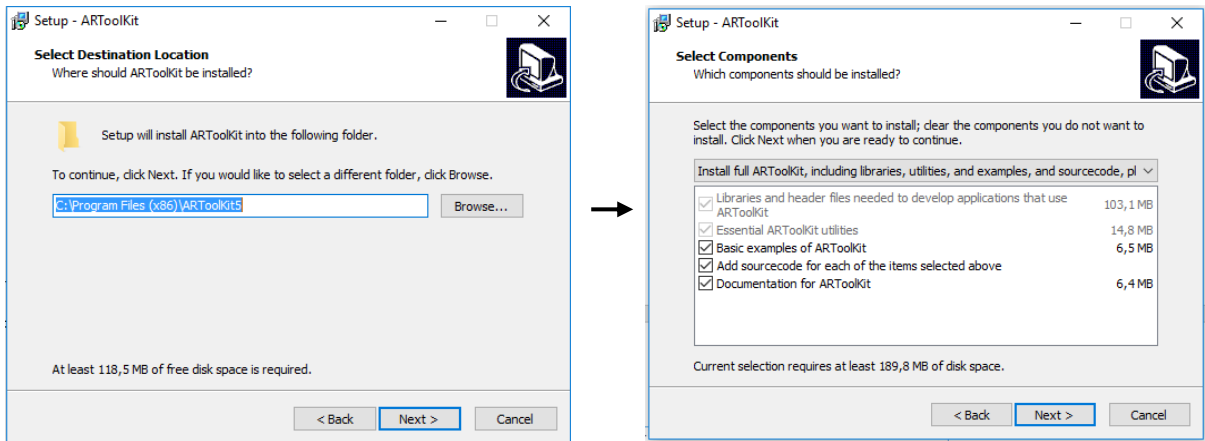 Setup - ARToolKit
Select Destination Location
Where should ARToolKit be installed?
Setup will install ARToolKit into the following folder.
To continue, click Next. If you would like to select a different folder, click Browse.
C:\Program Files (x86)\ARToolKit5
Browse...
At least 118,5 MB of free disk space is required.
< Back
Next >
Cancel
Setup - ARToolKit
Select Components
Which components should be installed?
Select the components you want to install; clear the components you do not want to
install. Click Next when you are ready to continue.
Install full ARToolKit, including libraries, utilities, and examples, and sourcecode, pl
Libraries and header files needed to develop applications that use
ARToolKit
103,1 MB
Essential ARToolKit utilities
14,8 MB
Basic examples of ARToolKit
6,5 MB
Add sourcecode for each of the items selected above
Documentation for ARToolKit
6,4 MB
Current selection requires at least 189,8 MB of disk space.
< Back
Next >
Cancel